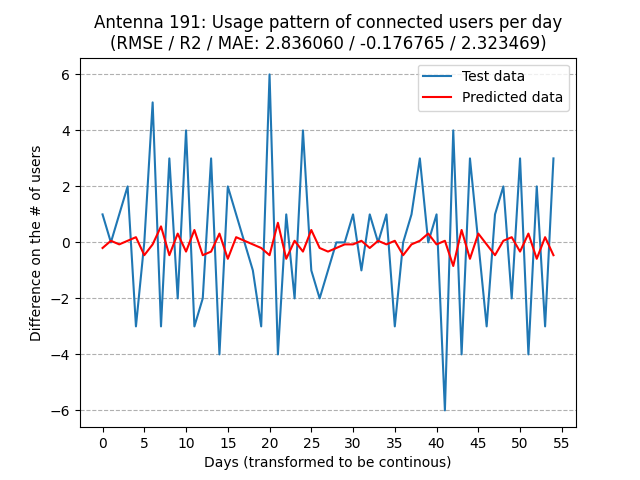 Antenna 191: Usage pattern of connected users per day
(RMSE / R2 / MAE: 2.836060 / -0.176765 / 2.323469)
Test data
Predicted data
Difference on the # of users
6
4
2
0
−2
−4
−6
0 5 10 15 20 25 30 35 40 45 50 55
Days (transformed to be continous)